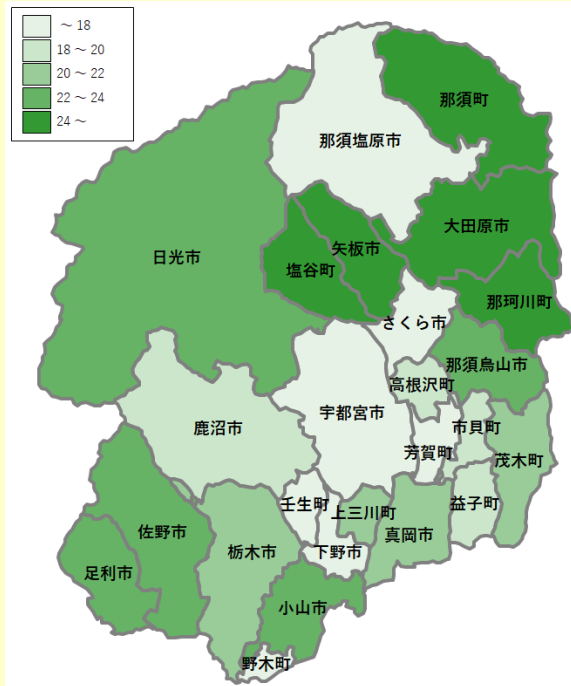 ～ 18
18 ～ 20
20 ～ 22
22 ～ 24
24 ～
那須町
那須塩原市
大田原市
矢板市
日光市
塩谷町
那珂川町
さくら市
那須烏山市
高根沢町
宇都宮市
鹿沼市
市貝町
芳賀町
茂木町
壬生町
益子町
上三川町
佐野市
真岡市
栃木市
下野市
足利市
小山市
野木町